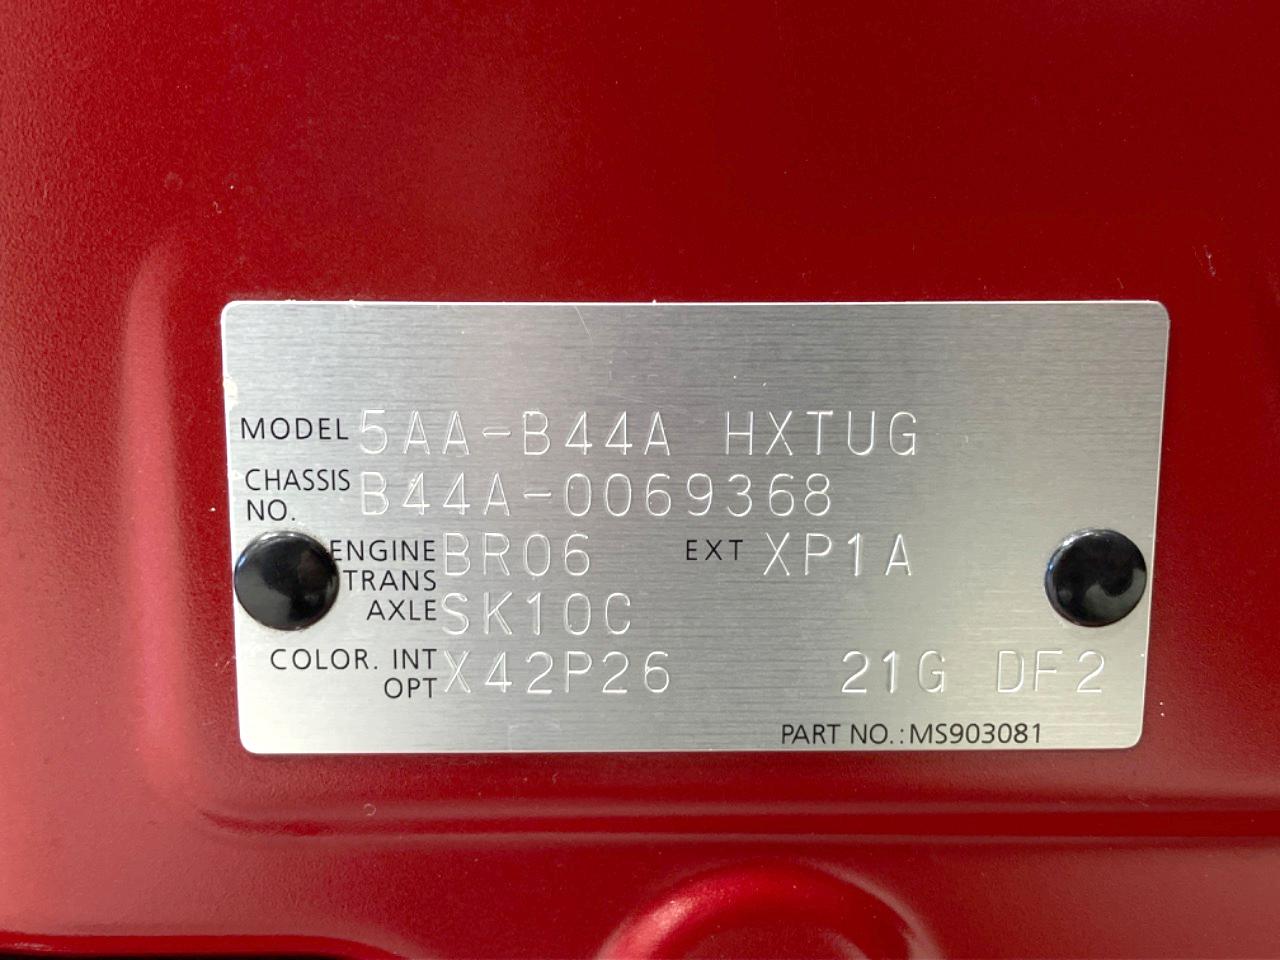 MODEL 5AA-B44A HXTUG
CHASSIS NO. B44A-0069368
ENGINE BR06 EXT XP1A
TRANS AXLE SK10C
COLOR. INT OPT X42P26 21G DF2
PART NO.:MS903081